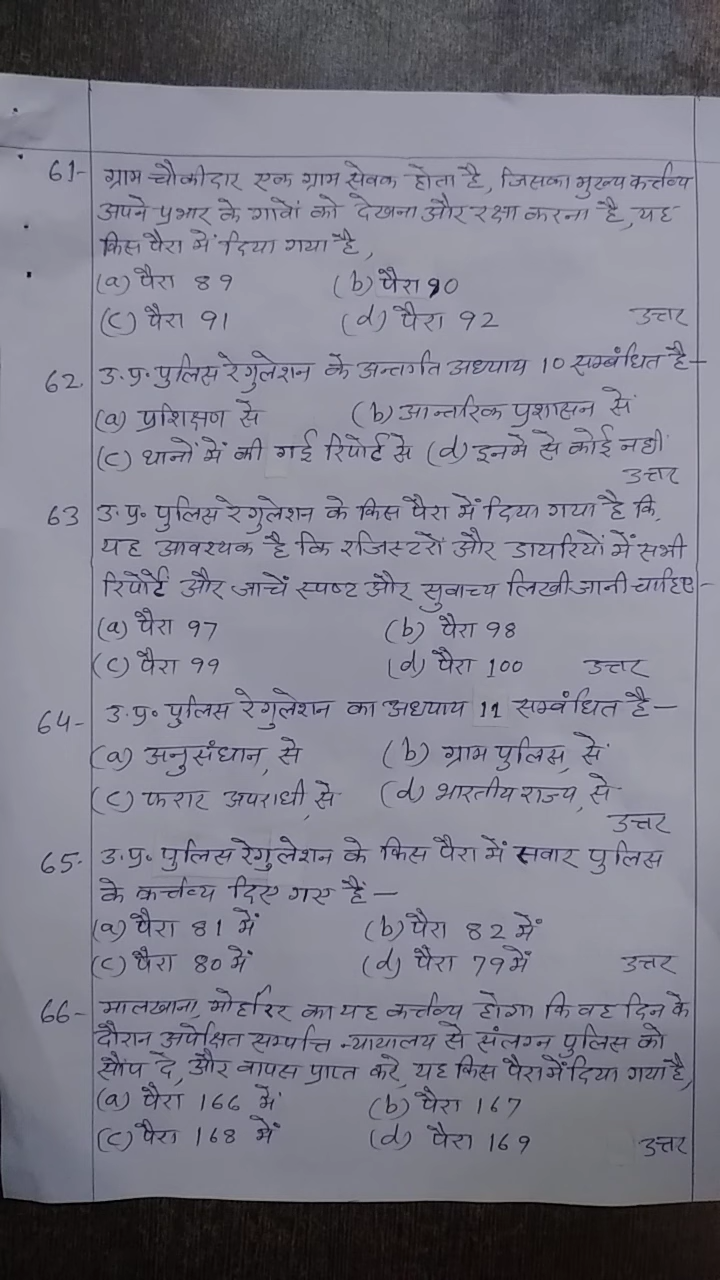 61- ग्राम चौकीदार एक ग्राम सेवक होता है, जिसका मुख्य कर्त्तव्य
अपने प्रभार के गावों को देखना और रक्षा करना है, यह
किस पैरा में दिया गया है,
(a) पैरा 89 (b) पैरा 90
(c) पैरा 91 (d) पैरा 92 उत्तर
62. उ.प्र. पुलिस रेगुलेशन के अन्तर्गत अध्याय 10 सम्बंधित है-
(a) प्रशिक्षण से (b) आन्तरिक प्रशासन से
(c) थानों में की गई रिपोर्ट से (d) इनमे से कोई नही
उत्तर
63 उ.प्र. पुलिस रेगुलेशन के किस पैरा में दिया गया है कि,
यह आवश्यक है कि रजिस्टरों और डायरियों में सभी
रिपोर्टे और जाचें स्पष्ट और सुवाच्य लिखी जानी चाहिए-
(a) पैरा 97 (b) पैरा 98
(c) पैरा 99 (d) पैरा 100 उत्तर
64- उ.प्र. पुलिस रेगुलेशन का अध्याय 11 सम्बंधित है-
(a) अनुसंधान, से (b) ग्राम पुलिस, से
(c) फरार अपराधी, से (d) भारतीय राज्य, से
उत्तर
65. उ.प्र. पुलिस रेगुलेशन के किस पैरा में सवार पुलिस
के कर्त्तव्य दिए गए हैं-
(a) पैरा 81 में (b) पैरा 82 में
(c) पैरा 80 में (d) पैरा 79 में उत्तर
66- मालखाना, मोहर्रिर का यह कर्त्तव्य होगा कि वह दिन के
दौरान अपेक्षित सम्पत्ति न्यायालय से संलग्न पुलिस को
सौंप दे, और वापस प्राप्त करे, यह किस पैरा में दिया गया है,
(a) पैरा 166 में (b) पैरा 167
(c) पैरा 168 में (d) पैरा 169 उत्तर